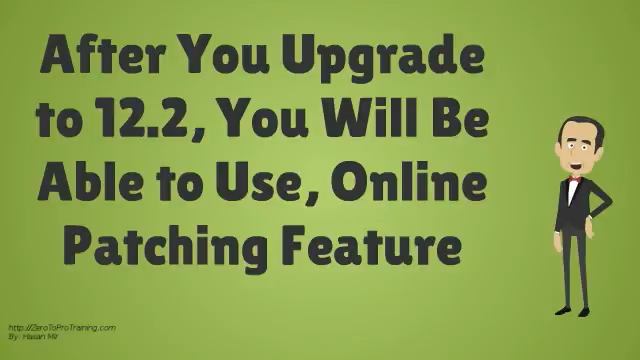 After You Upgrade
to 12.2, You Will Be
Able to Use, Online
Patching Feature
http://ZeroToProTraining.com
By: Hasan Mir